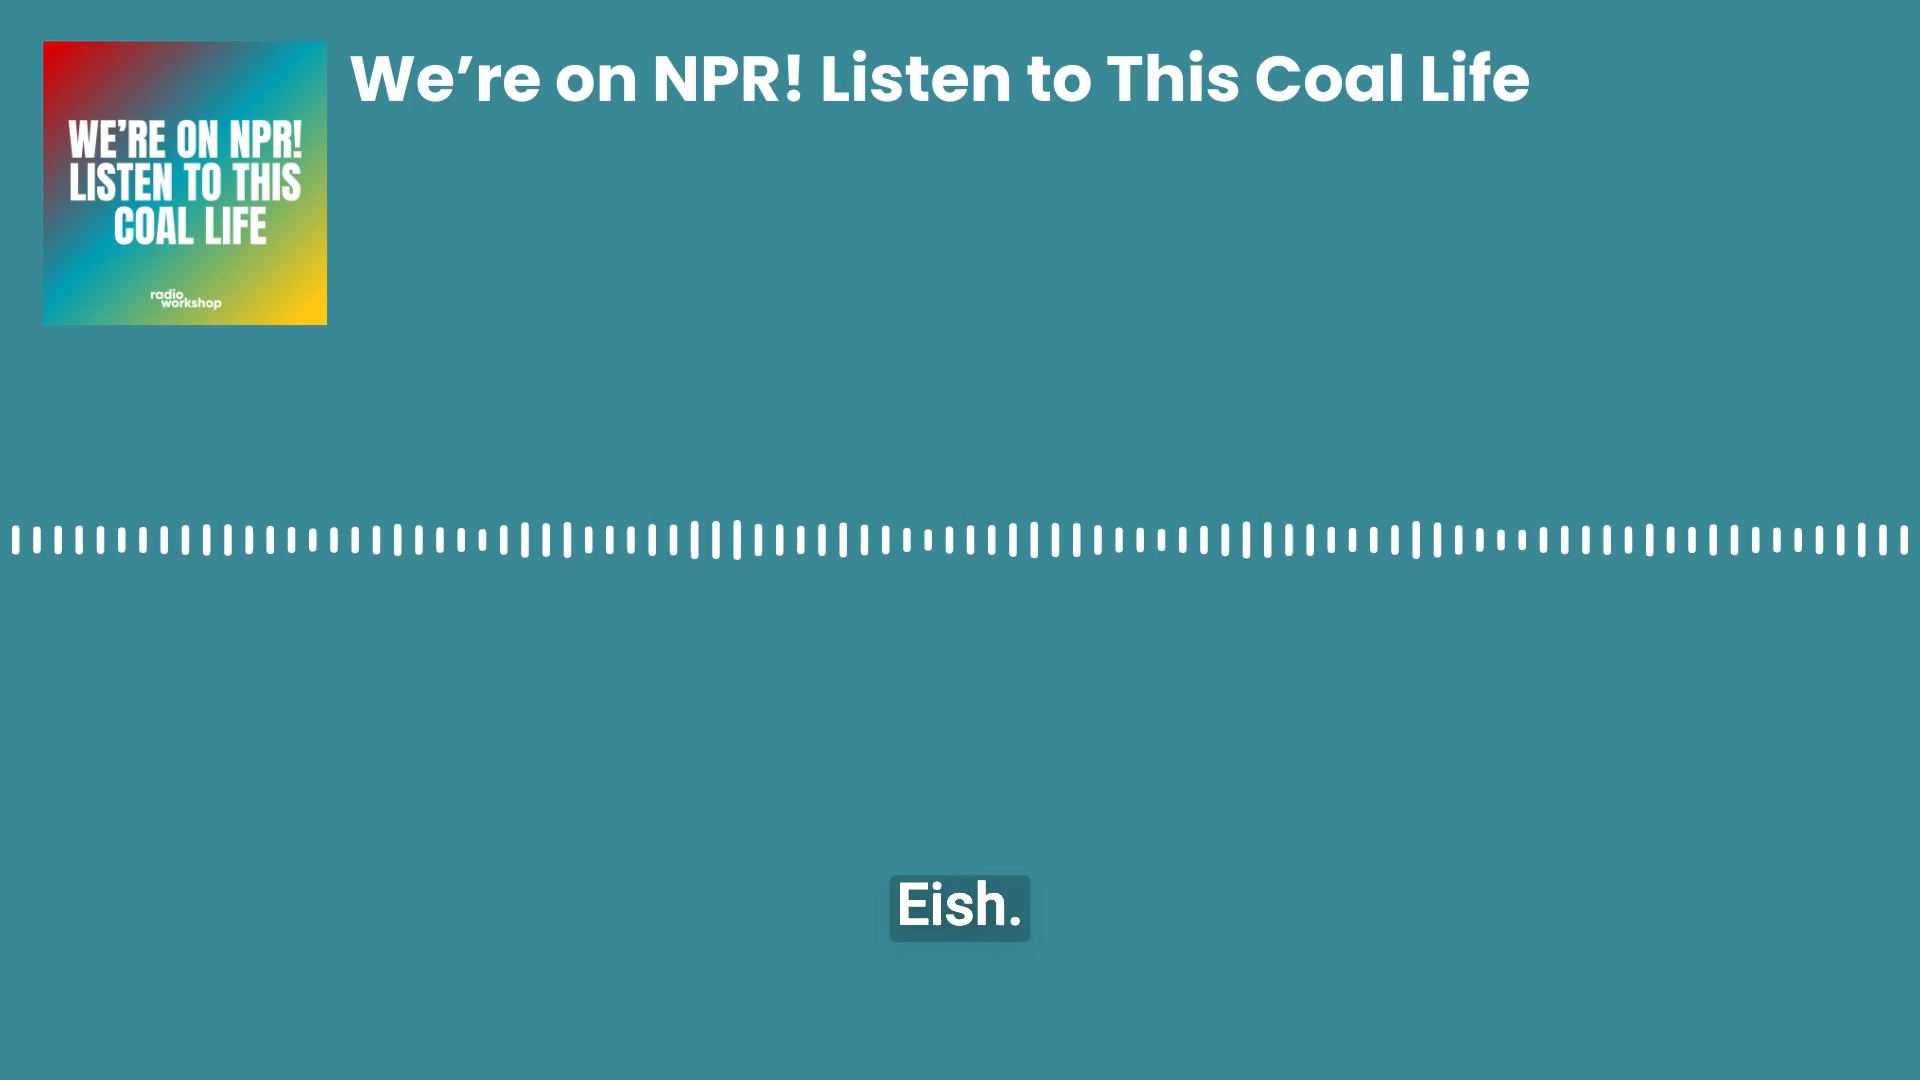 We’re on NPR! Listen to This Coal Life
WE’RE ON NPR!
LISTEN TO THIS
COAL LIFE
radio
workshop
Eish.